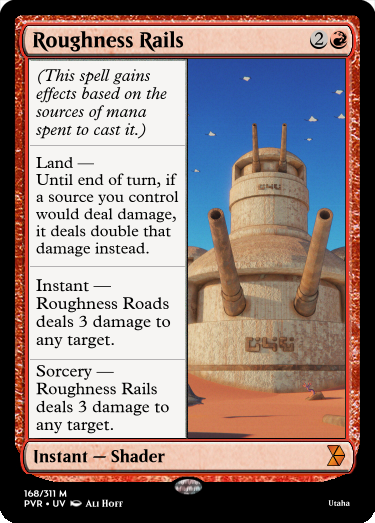 Roughness Rails
2
(This spell gains
effects based on the
sources of mana
spent to cast it.)
Land —
Until end of turn, if
a source you control
would deal damage,
it deals double that
damage instead.
Instant —
Roughness Roads
deals 3 damage to
any target.
Sorcery —
Roughness Rails
deals 3 damage to
any target.
Instant — Shader
168/311 M
PVR • UV Ali Hoff
Utaha